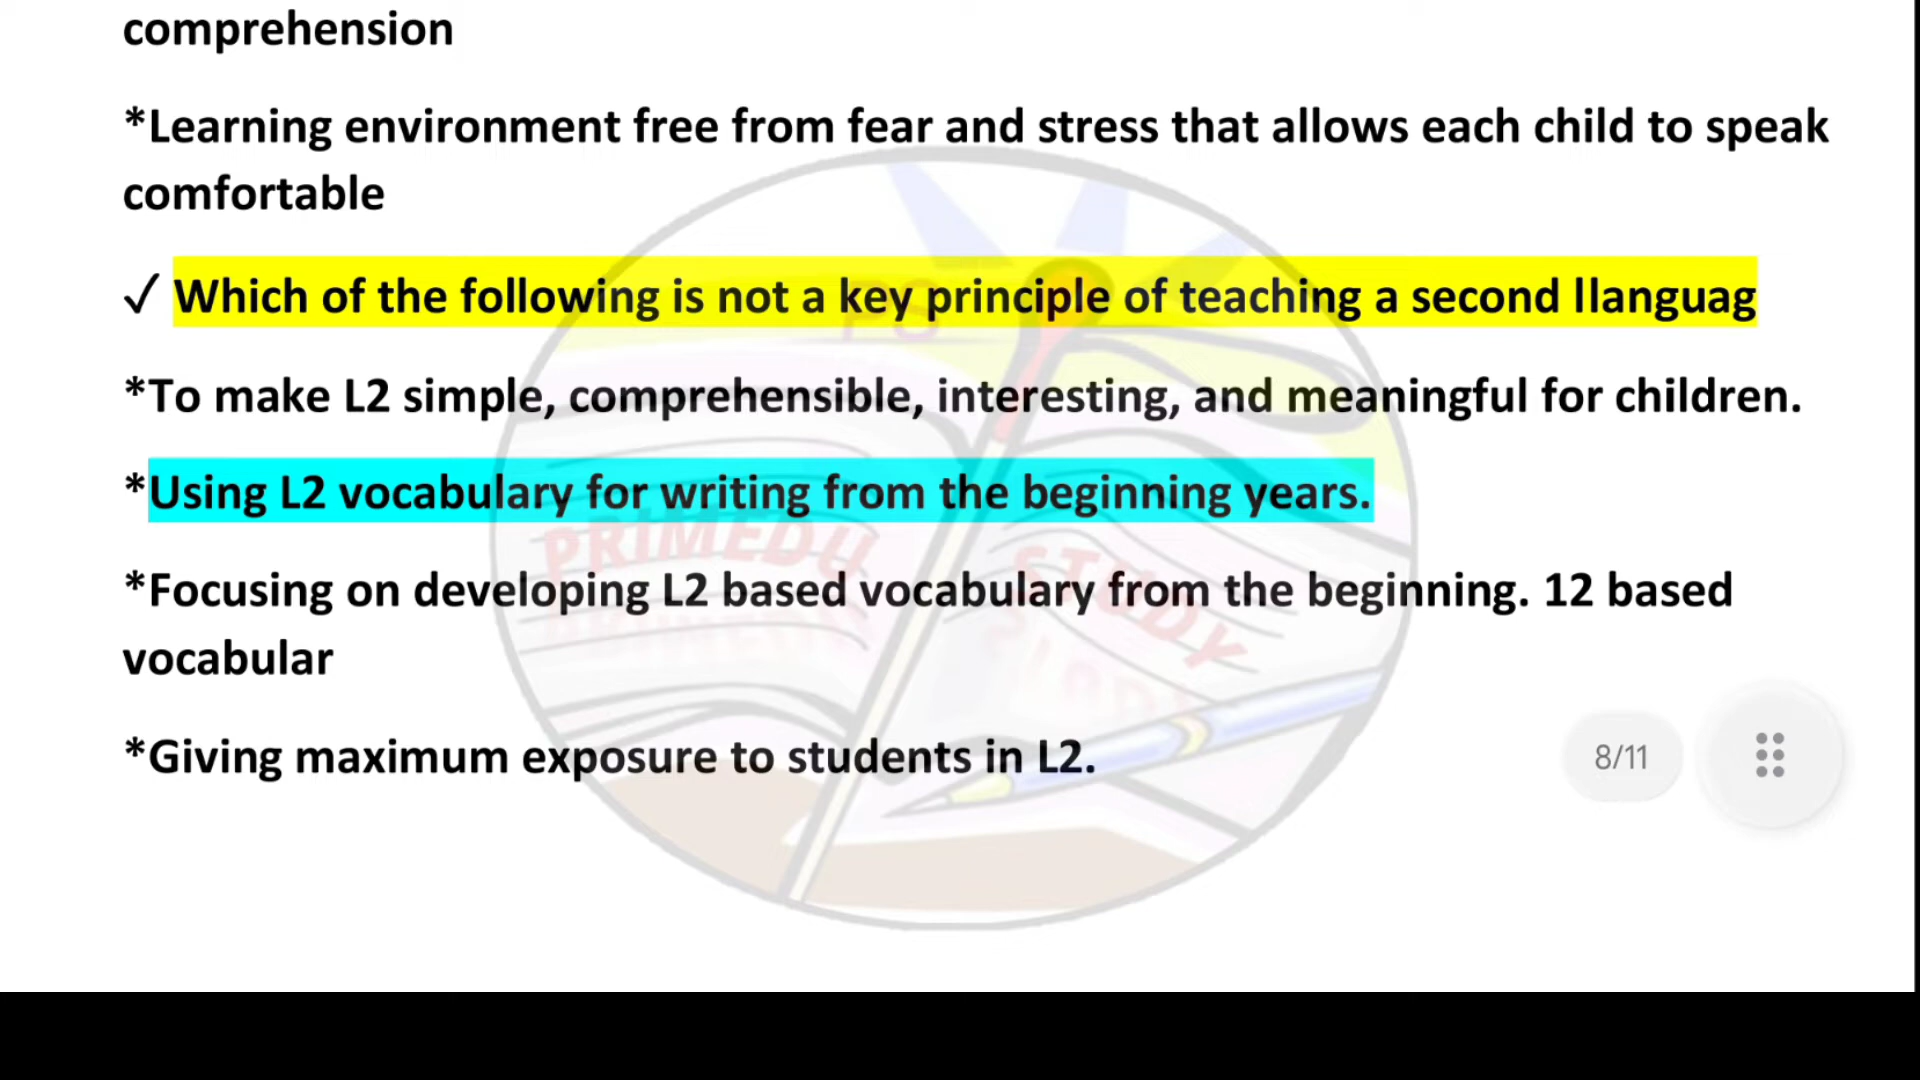 comprehension
*Learning environment free from fear and stress that allows each child to speak
comfortable
✓ Which of the following is not a key principle of teaching a second llanguag
*To make L2 simple, comprehensible, interesting, and meaningful for children.
*Using L2 vocabulary for writing from the beginning years.
PRIMEDU STUDY
*Focusing on developing L2 based vocabulary from the beginning. 12 based
vocabular
*Giving maximum exposure to students in L2.
8/11